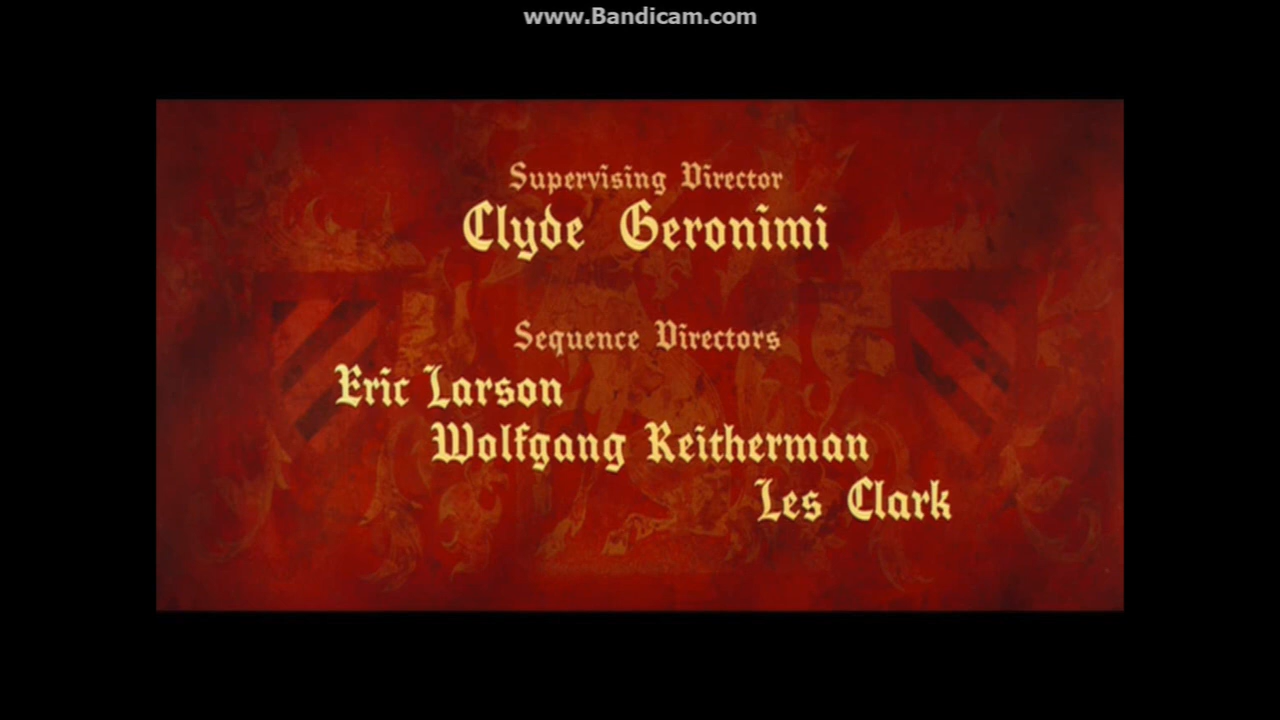 www.Bandicam.com
Supervising Director
Clyde Geronimi
Sequence Directors
Eric Larson
Wolfgang Reitherman
Les Clark